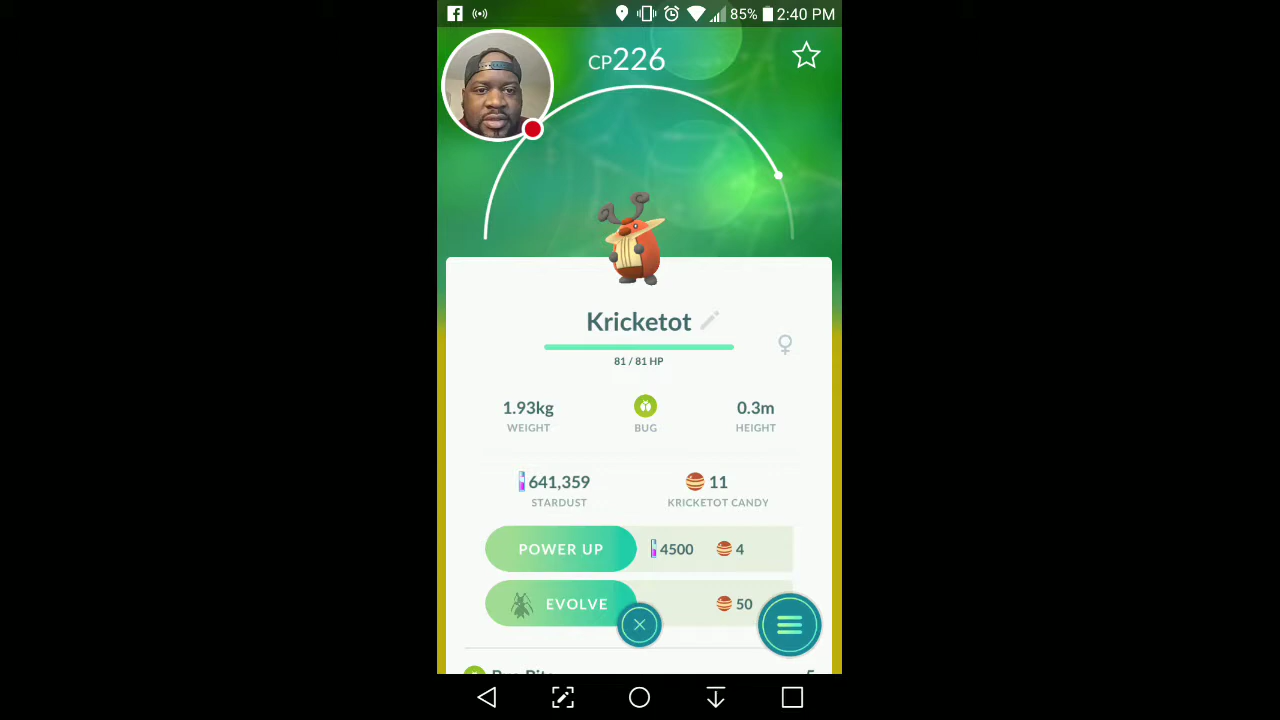 85% 2:40 PM
CP226
Kricketot
81 / 81 HP
1.93kg 0.3m
WEIGHT BUG HEIGHT
641,359 11
STARDUST KRICKETOT CANDY
POWER UP 4500 4
EVOLVE 50